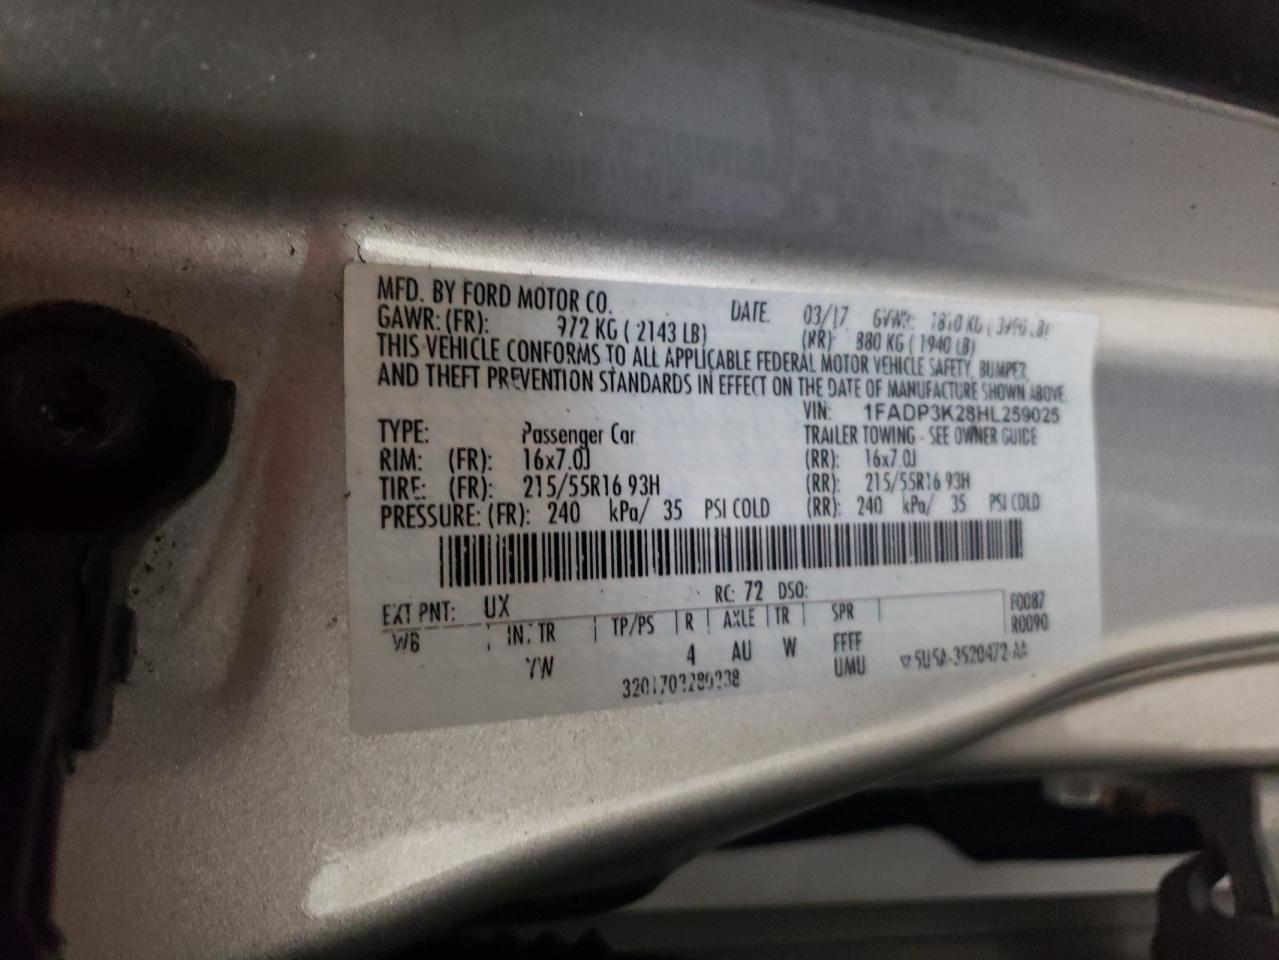 MFD. BY FORD MOTOR CO. DATE: 03/17 GVWR:
GAWR: (FR): 972 KG ( 2143 LB) (RR): 880 KG ( 1940 LB)
THIS VEHICLE CONFORMS TO ALL APPLICABLE FEDERAL MOTOR VEHICLE SAFETY, BUMPER,
AND THEFT PREVENTION STANDARDS IN EFFECT ON THE DATE OF MANUFACTURE SHOWN ABOVE.
VIN: 1FADP3K28HL259025
TYPE: Passenger Car TRAILER TOWING - SEE OWNER GUIDE
RIM: (FR): 16x7.0J (RR): 16x7.0J
TIRE: (FR): 215/55R16 93H (RR): 215/55R16 93H
PRESSURE: (FR): 240 kPa/ 35 PSI COLD (RR): 240 kPa/ 35 PSI COLD
EXT PNT: UX RC: 72 DSO:
WB INT TR TP/PS R AXLE TR SPR F0087
R0090
YW 4 AU W FFFF
UMU